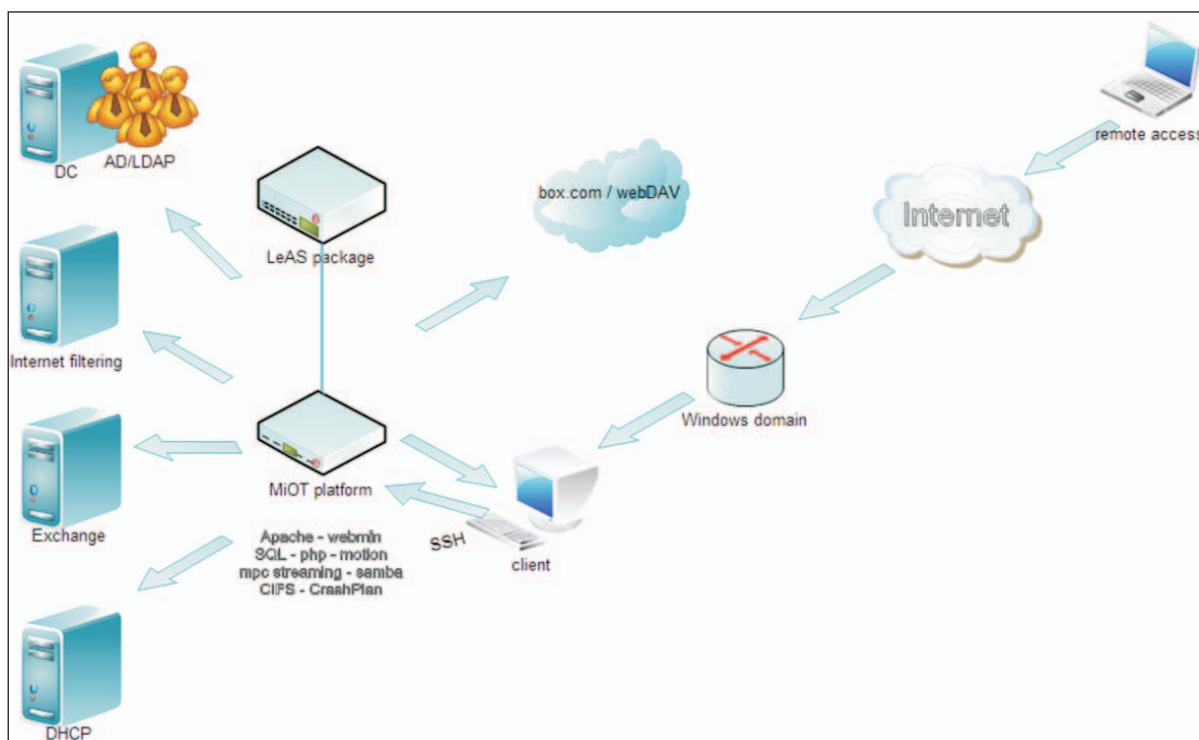 AD/LDAP
DC
remote access
box.com / webDAV
Internet
LeAS package
Internet filtering
Windows domain
MiOT platform
Exchange
SSH
client
Apache - webmin
SQL - php - motion
mpc streaming - samba
CIFS - CrashPlan
DHCP